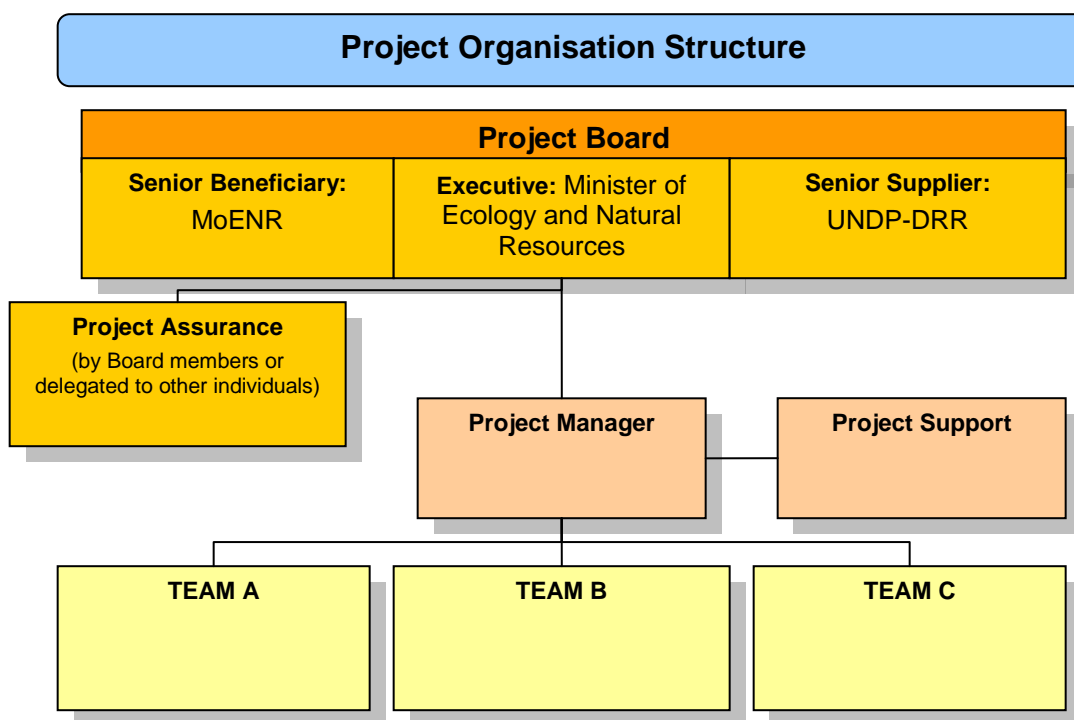 Project Organisation Structure
Project Board
Senior Beneficiary:
MoENR
Executive: Minister of
Ecology and Natural
Resources
Senior Supplier:
UNDP-DRR
Project Assurance
(by Board members or
delegated to other individuals)
Project Manager
Project Support
TEAM A
TEAM B
TEAM C